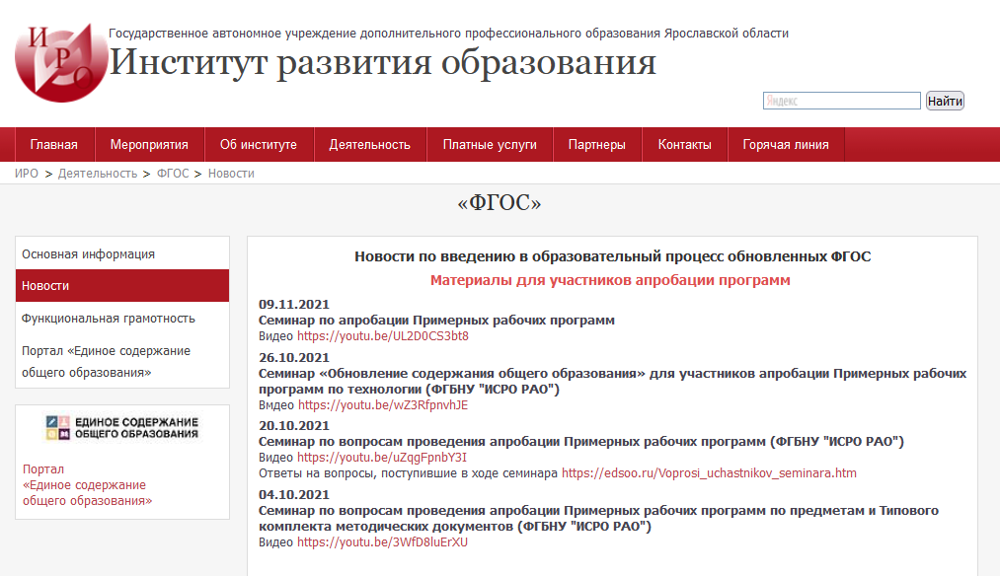 И Р О
Государственное автономное учреждение дополнительного профессионального образования Ярославской области
Институт развития образования
Яндекс
Найти
Главная Мероприятия Об институте Деятельность Платные услуги Партнеры Контакты Горячая линия
ИРО > Деятельность > ФГОС > Новости
«ФГОС»
Основная информация
Новости
Функциональная грамотность
Портал «Единое содержание
общего образования»
ЕДИНОЕ СОДЕРЖАНИЕ
ОБЩЕГО ОБРАЗОВАНИЯ
Портал
«Единое содержание
общего образования»
Новости по введению в образовательный процесс обновленных ФГОС
Материалы для участников апробации программ
09.11.2021
Семинар по апробации Примерных рабочих программ
Видео https://youtu.be/UL2D0CS3bt8
26.10.2021
Семинар «Обновление содержания общего образования» для участников апробации Примерных рабочих
программ по технологии (ФГБНУ "ИСРО РАО")
Видео https://youtu.be/wZ3RfpnvhJE
20.10.2021
Семинар по вопросам проведения апробации Примерных рабочих программ (ФГБНУ "ИСРО РАО")
Видео https://youtu.be/uZqgFpnbY3I
Ответы на вопросы, поступившие в ходе семинара https://edsoo.ru/Voprosi_uchastnikov_seminara.htm
04.10.2021
Семинар по вопросам проведения апробации Примерных рабочих программ по предметам и Типового
комплекта методических документов (ФГБНУ "ИСРО РАО")
Видео https://youtu.be/3WfD8luErXU